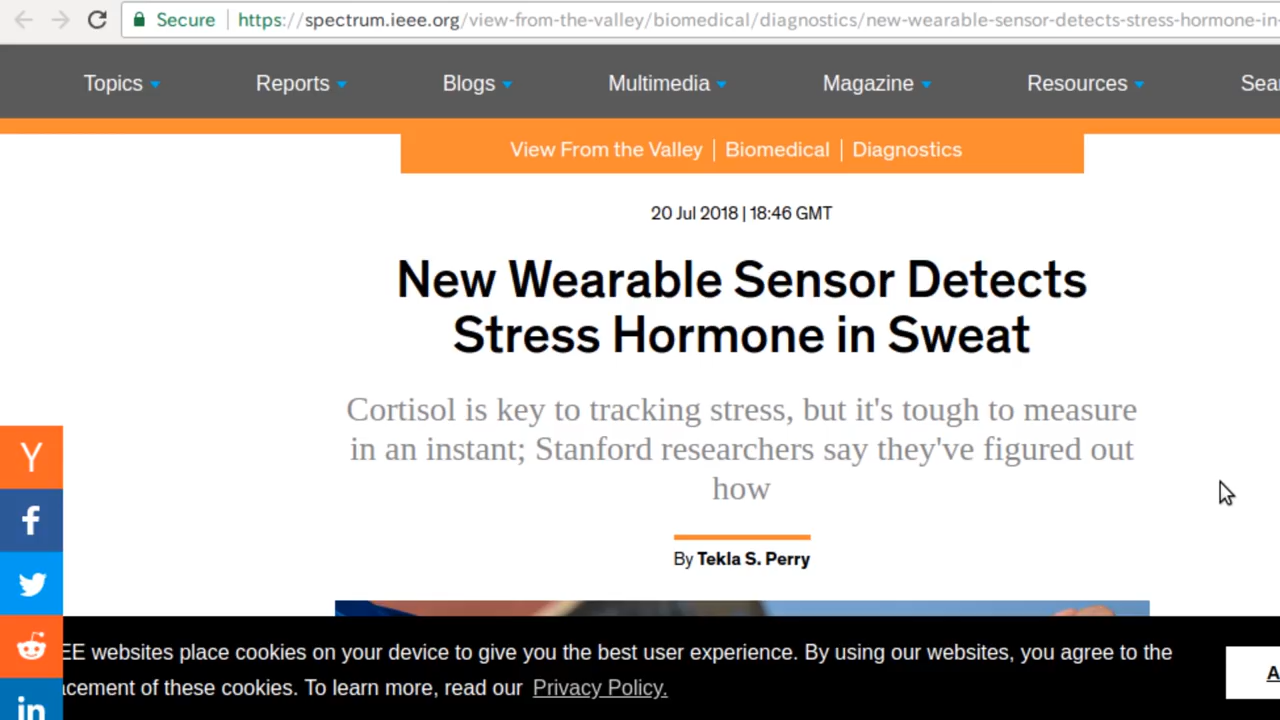 Secure https://spectrum.ieee.org/view-from-the-valley/biomedical/diagnostics/new-wearable-sensor-detects-stress-hormone-in-
Topics Reports Blogs Multimedia Magazine Resources
View From the Valley | Biomedical | Diagnostics
20 Jul 2018 | 18:46 GMT
New Wearable Sensor Detects
Stress Hormone in Sweat
Cortisol is key to tracking stress, but it's tough to measure
in an instant; Stanford researchers say they've figured out
how
By Tekla S. Perry
websites place cookies on your device to give you the best user experience. By using our websites, you agree to the
of these cookies. To learn more, read our Privacy Policy.